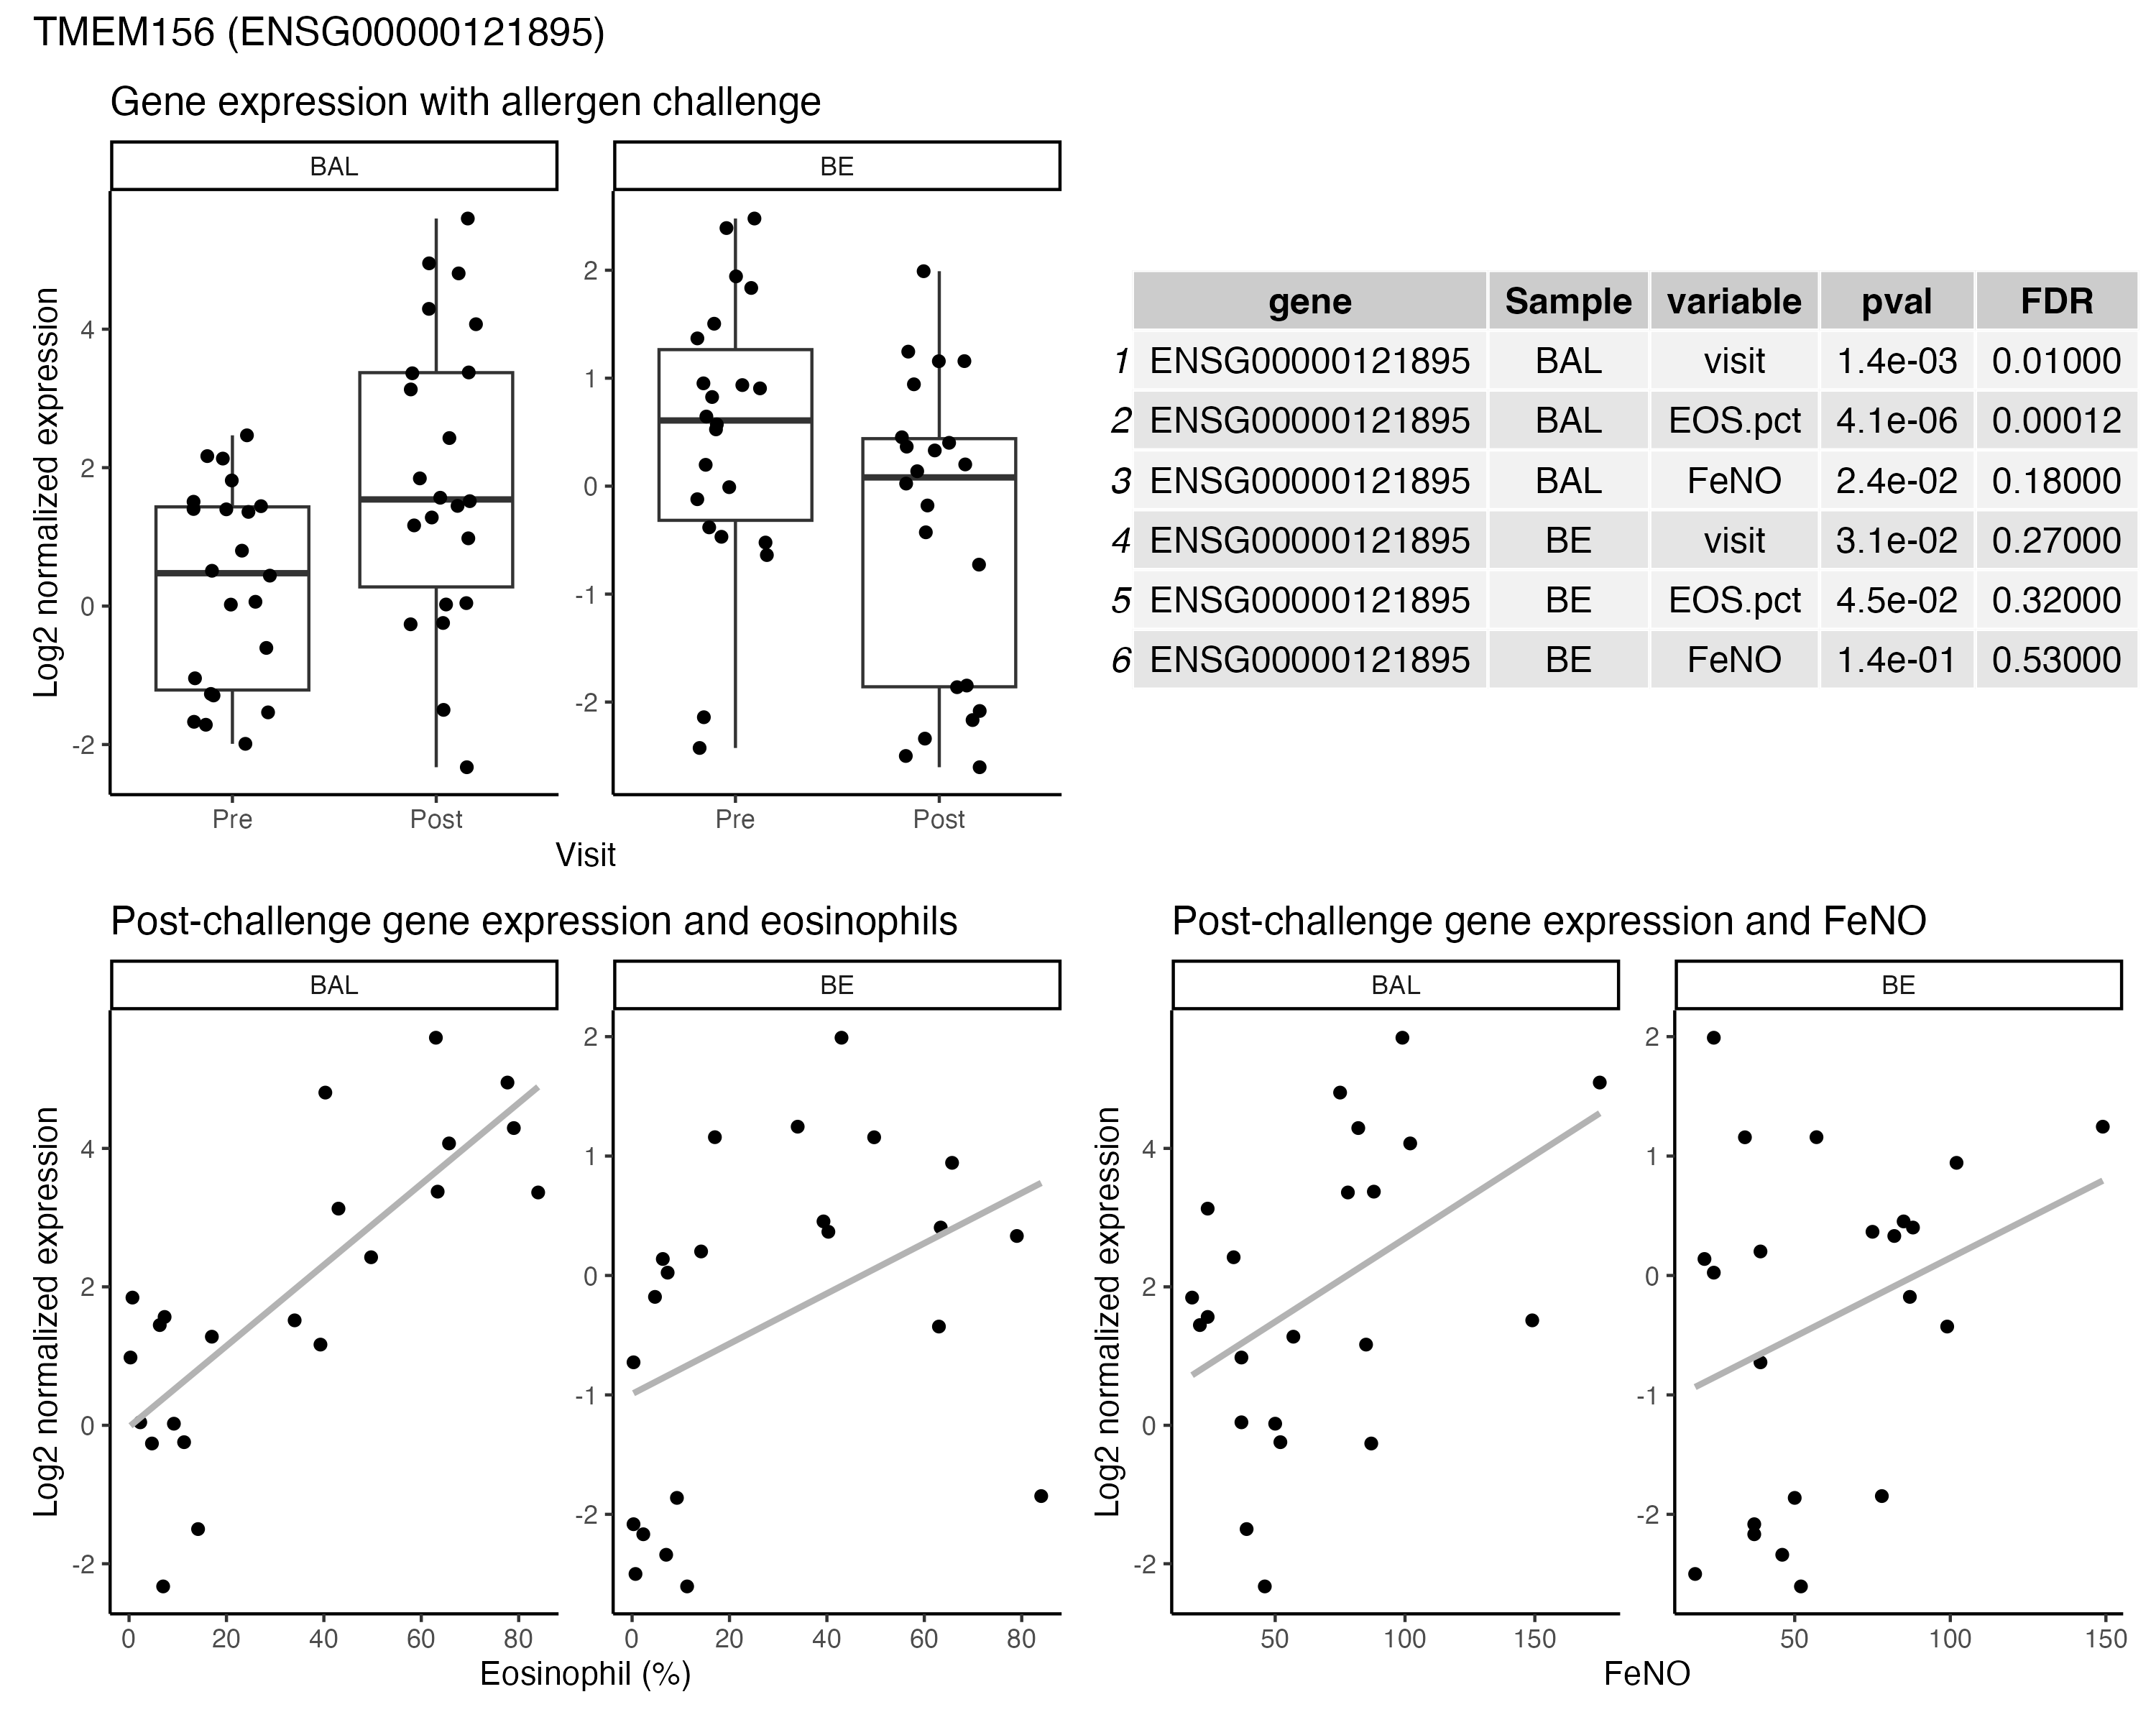 TMEM156 (ENSG00000121895)
Gene expression with allergen challenge
BAL BE
Log2 normalized expression
4
2
0
-2
2
1
0
-1
-2
Pre Post Pre Post
Visit
gene Sample variable pval FDR
1 ENSG00000121895 BAL visit 1.4e-03 0.01000
2 ENSG00000121895 BAL EOS.pct 4.1e-06 0.00012
3 ENSG00000121895 BAL FeNO 2.4e-02 0.18000
4 ENSG00000121895 BE visit 3.1e-02 0.27000
5 ENSG00000121895 BE EOS.pct 4.5e-02 0.32000
6 ENSG00000121895 BE FeNO 1.4e-01 0.53000
Post-challenge gene expression and eosinophils
BAL BE
Log2 normalized expression
4
2
0
-2
2
1
0
-1
-2
0 20 40 60 80 0 20 40 60 80
Eosinophil (%)
Post-challenge gene expression and FeNO
BAL BE
Log2 normalized expression
4
2
0
-2
2
1
0
-1
-2
50 100 150 50 100 150
FeNO